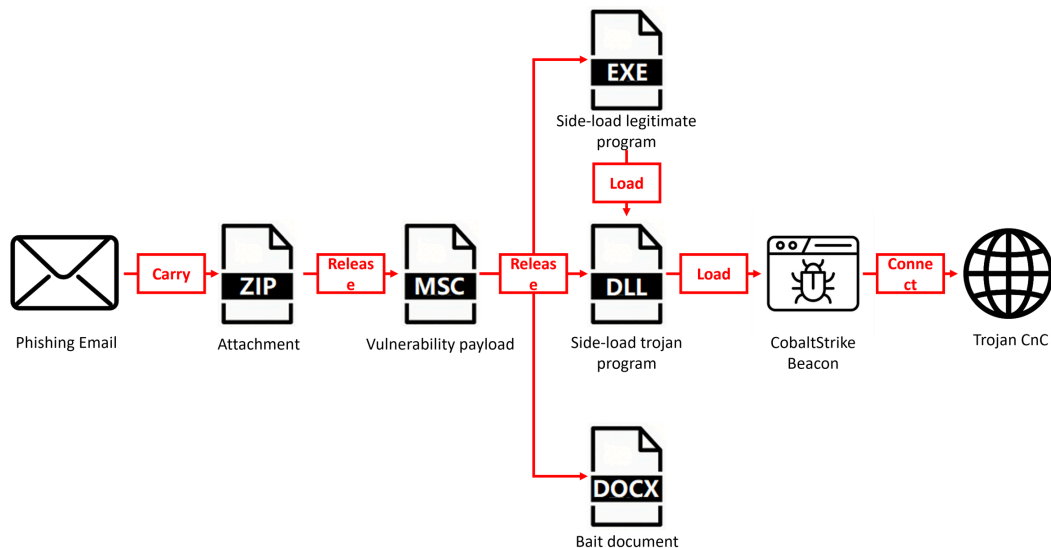 EXE
Side-load legitimate
program
Load
Carry
ZIP
Releas
e
MSC
Releas
e
DLL
Load
Conne
ct
Phishing Email
Attachment
Vulnerability payload
Side-load trojan
program
CobaltStrike
Beacon
Trojan CnC
DOCX
Bait document